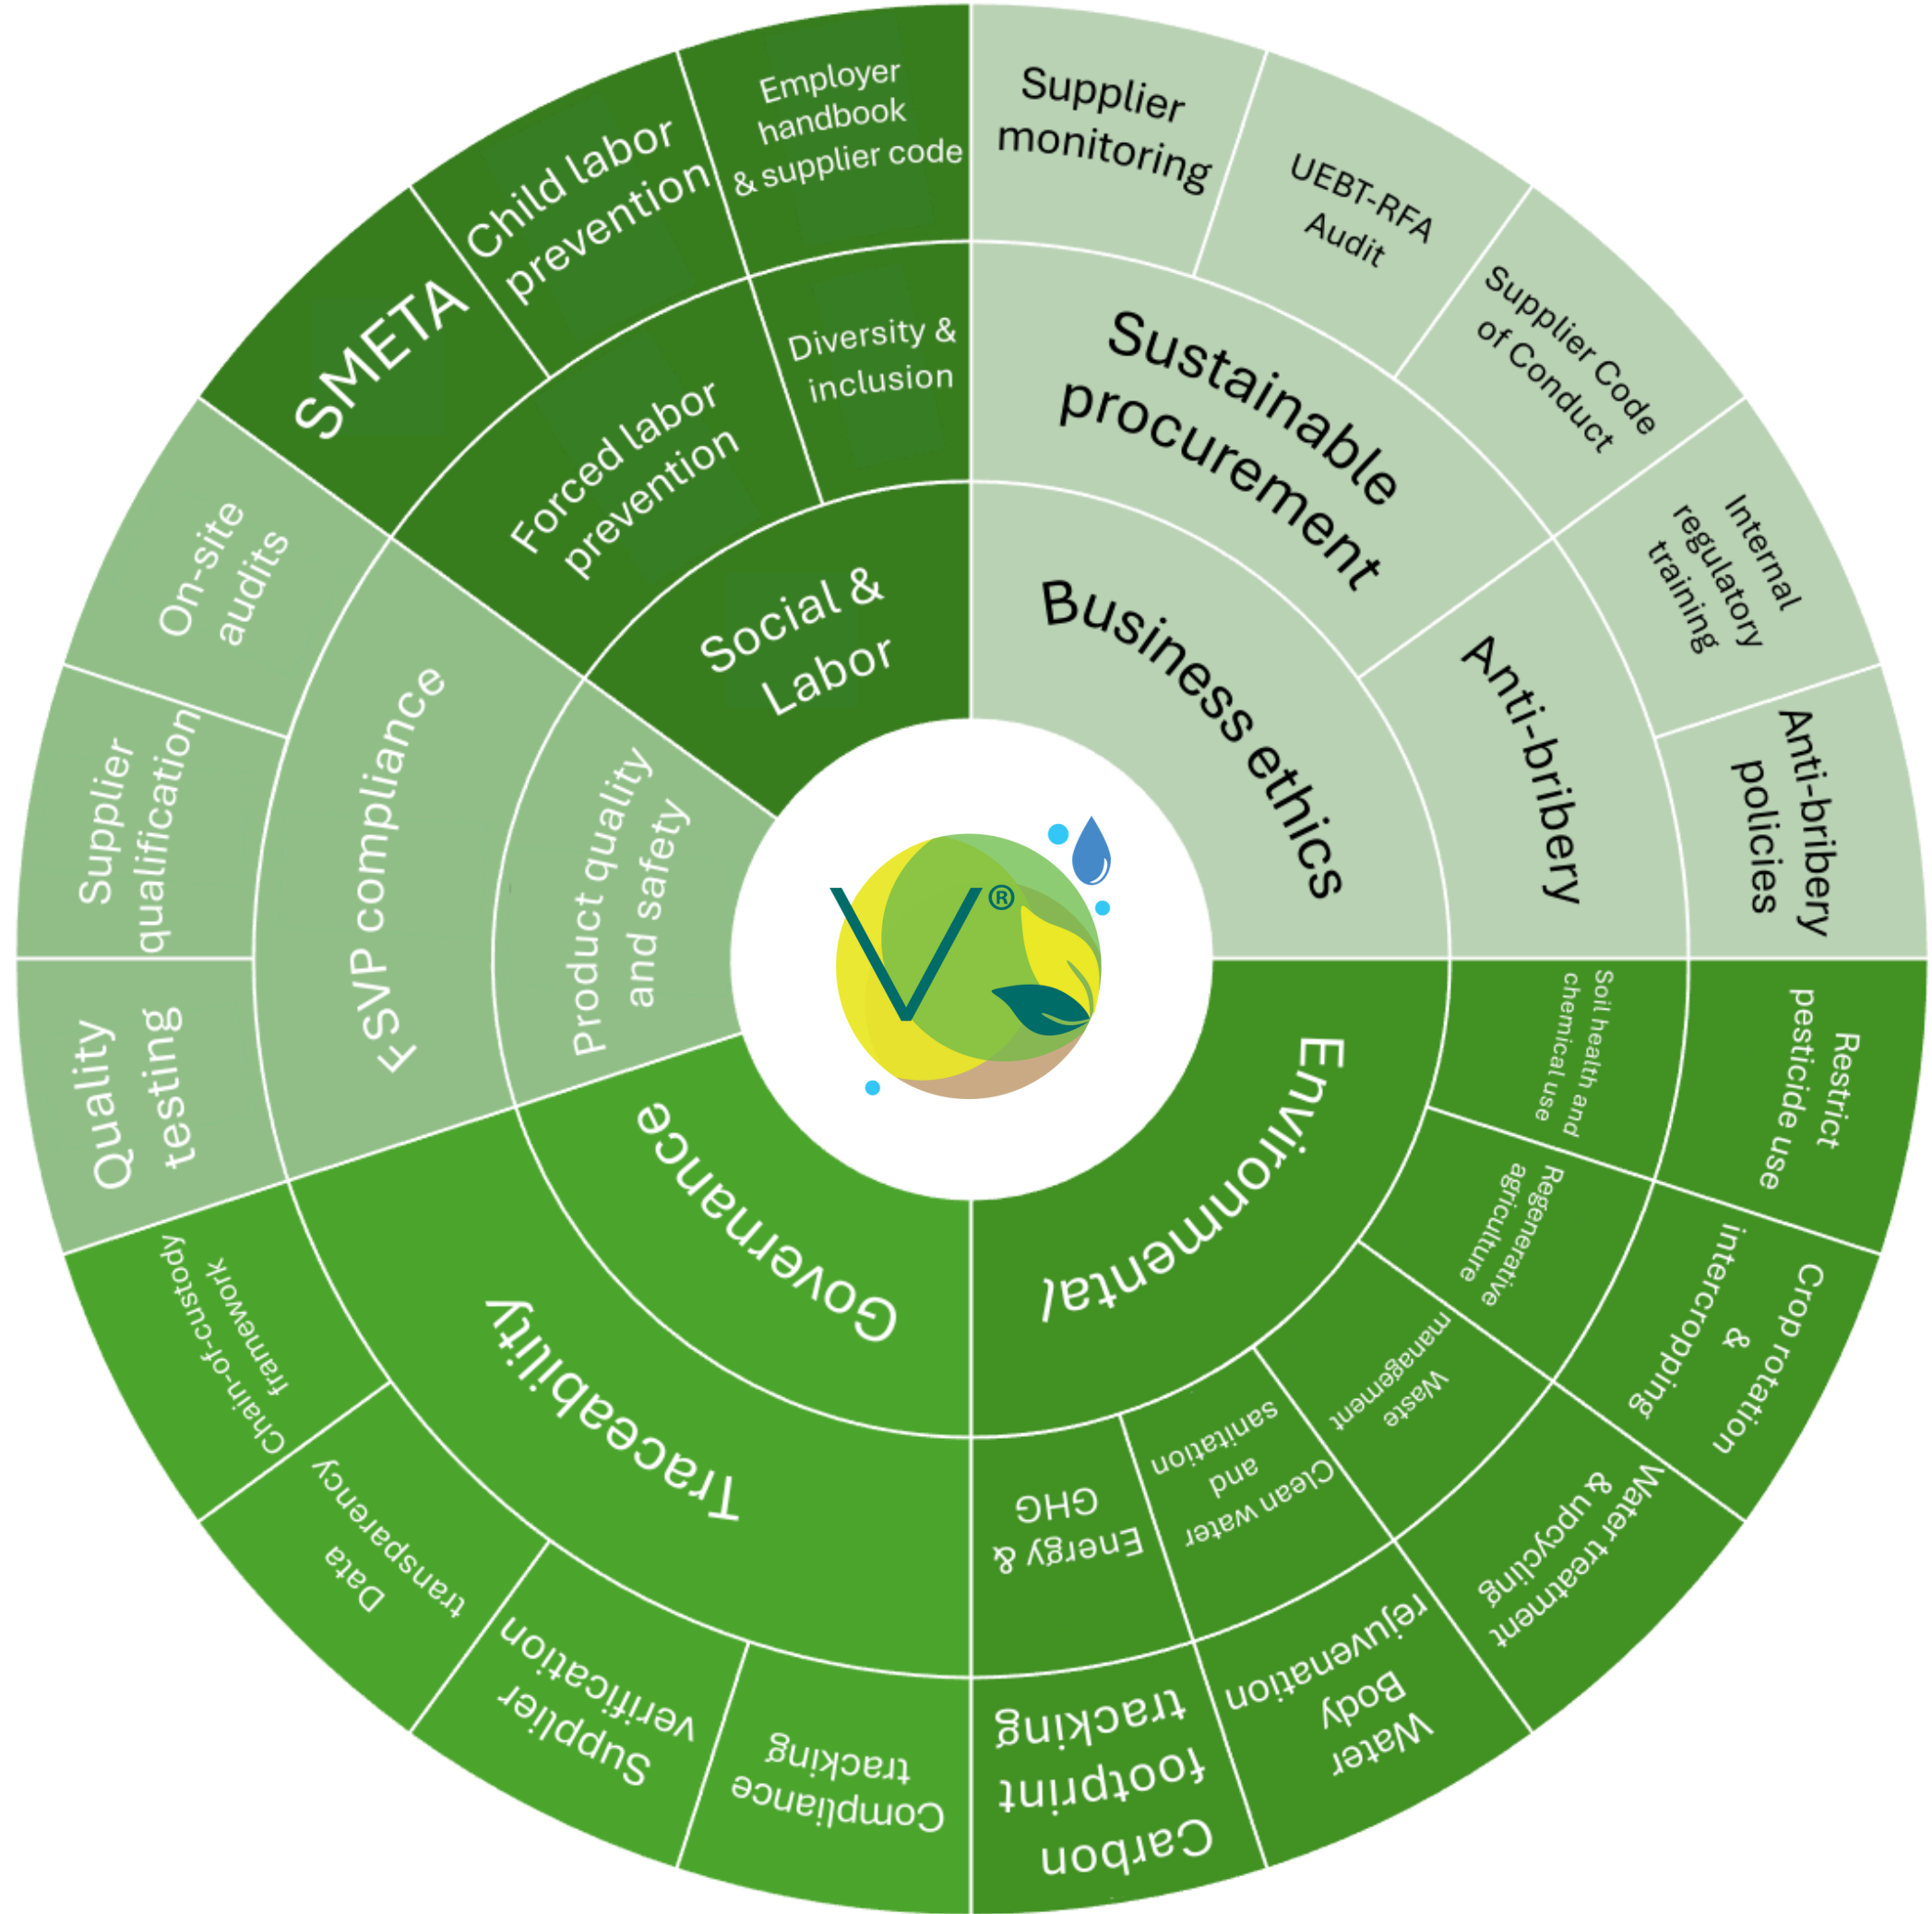 Employer
handbook
& supplier code
Child labor
prevention
SMETA
Diversity &
inclusion
Forced labor
prevention
Social &
Labor
Supplier
monitoring
UEBT-RFA
Audit
Supplier Code
of Conduct
Internal
regulatory
training
Anti-bribery
policies
Sustainable
procurement
Anti-bribery
Business ethics
Environmental
Soil health and
chemical use
Regenerative
agriculture
Waste
management
Clean water
and
sanitation
Energy &
GHG
Restrict
pesticide use
Crop rotation
&
intercropping
Water treatment
& upcycling
Water
Body
rejuvenation
Carbon
footprint
tracking
Governance
Traceability
Compliance
tracking
Supplier
verification
Data
transparency
Chain-of-custody
framework
Product quality
and safety
FSVP compliance
Quality
testing
Supplier
qualification
On-site
audits
V®